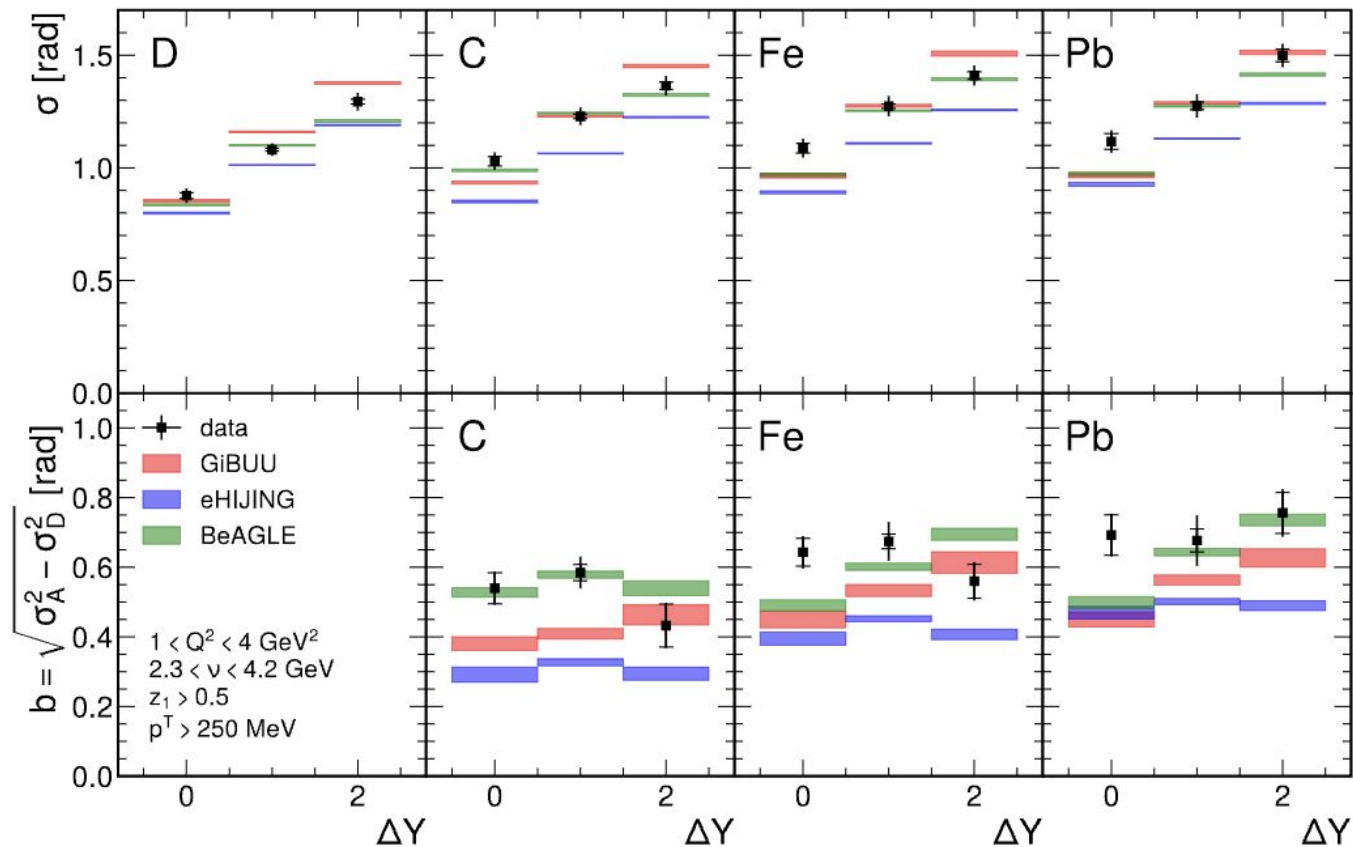 σ [rad]
D
C
Fe
Pb
1.5
1.0
0.5
0.0
b = √σ²_A − σ²_D [rad]
C
Fe
Pb
data
GiBUU
eHIJING
BeAGLE
1 < Q² < 4 GeV²
2.3 < ν < 4.2 GeV
z₁ > 0.5
pᵀ > 250 MeV
1.0
0.8
0.6
0.4
0.2
0.0
0 2 0 2 0 2 0 2
ΔY ΔY ΔY ΔY